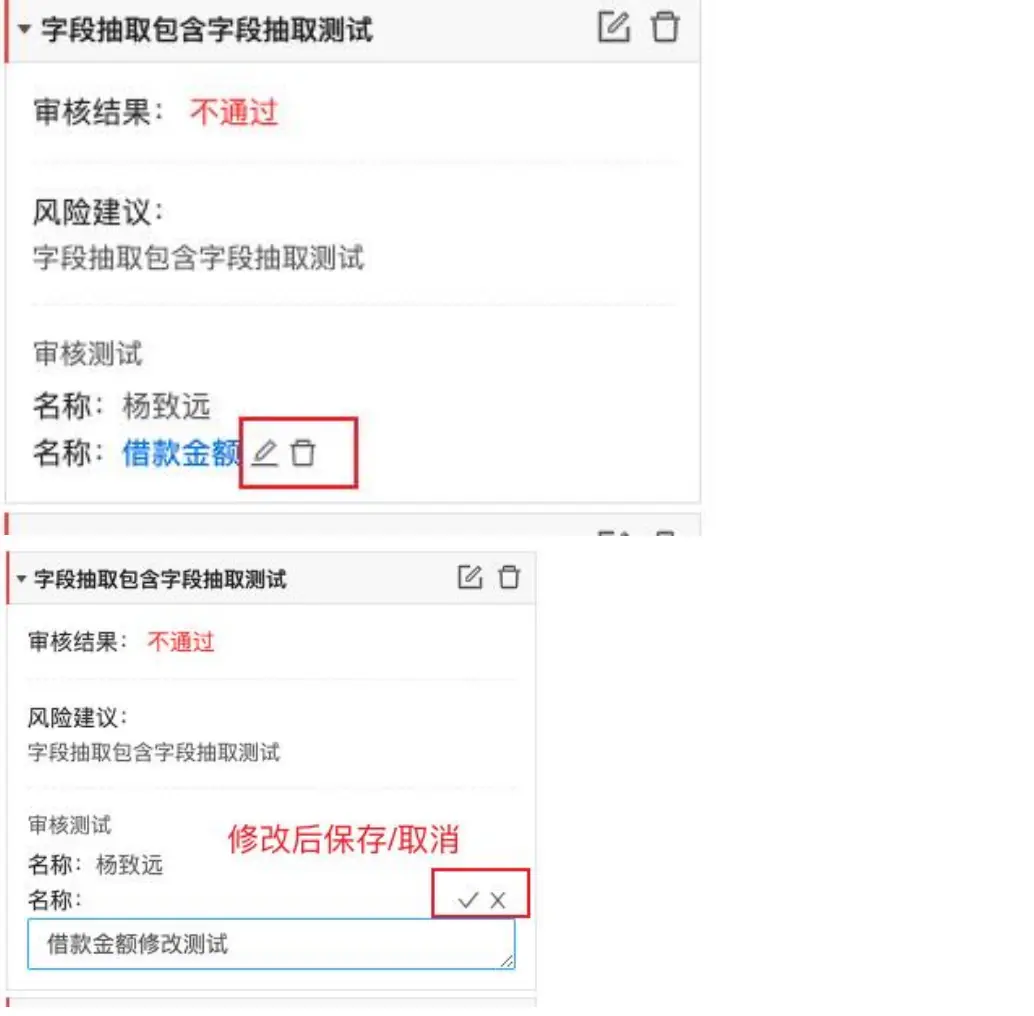 字段抽取包含字段抽取测试
审核结果： 不通过
风险建议：
字段抽取包含字段抽取测试
审核测试
名称： 杨致远
名称： 借款金额
字段抽取包含字段抽取测试
审核结果： 不通过
风险建议：
字段抽取包含字段抽取测试
审核测试
修改后保存/取消
名称： 杨致远
名称：
借款金额修改测试